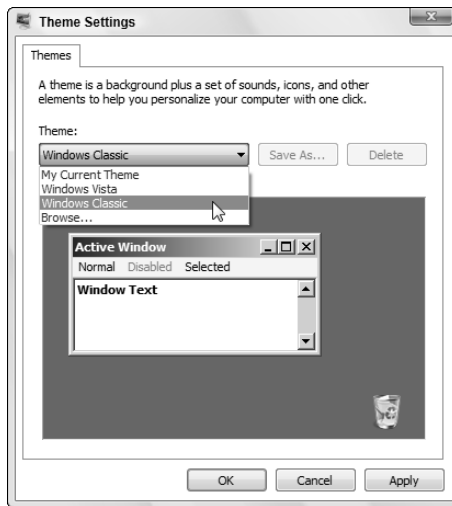 Theme Settings
Themes
A theme is a background plus a set of sounds, icons, and other
elements to help you personalize your computer with one click.
Theme:
Windows Classic
Save As...
Delete
My Current Theme
Windows Vista
Windows Classic
Browse...
Active Window
Normal Disabled Selected
Window Text
OK
Cancel
Apply